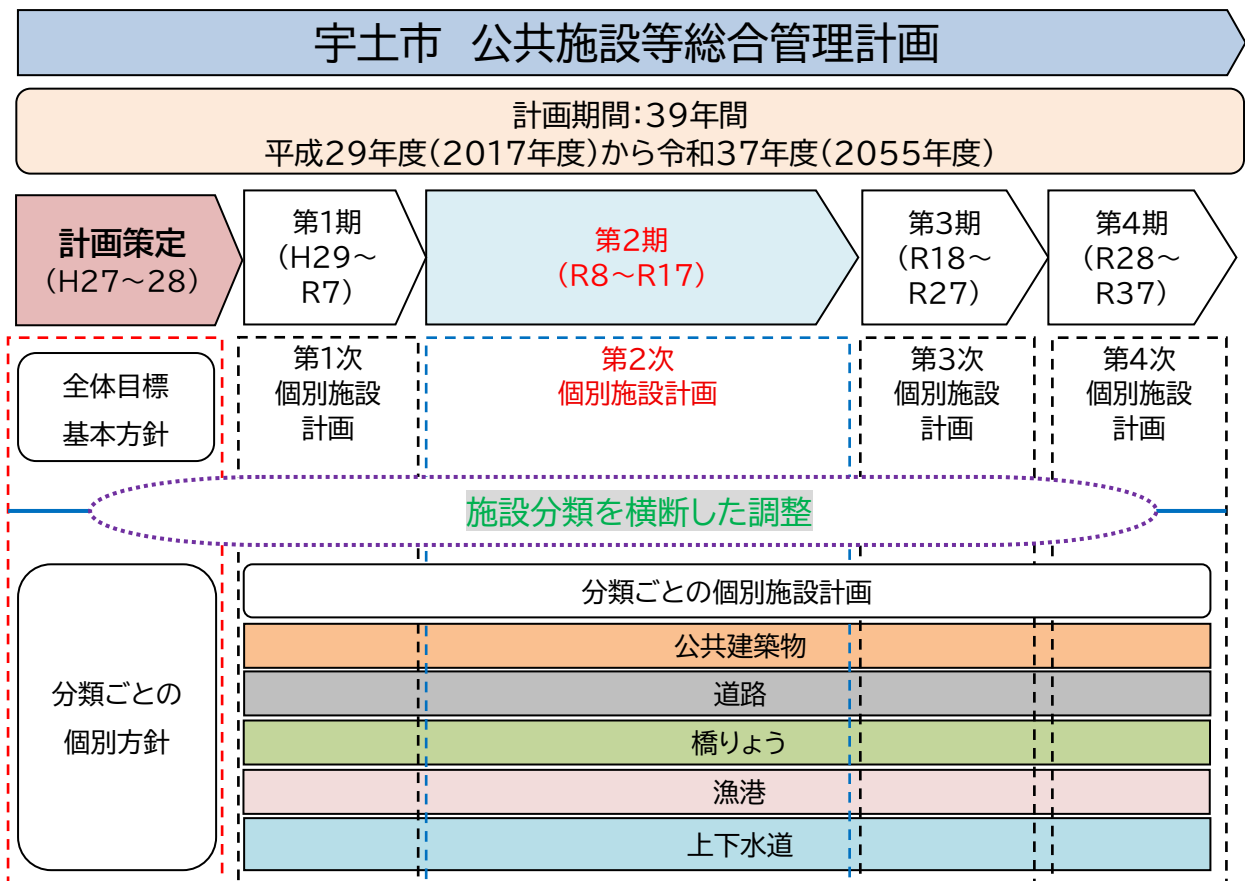 宇土市 公共施設等総合管理計画
計画期間：39年間
平成29年度（2017年度）から令和37年度（2055年度）
計画策定
（H27～28）
第1期
（H29～
R7）
第2期
（R8～R17）
第3期
（R18～
R27）
第4期
（R28～
R37）
全体目標
基本方針
第1次
個別施設
計画
第2次
個別施設計画
第3次
個別施設
計画
第4次
個別施設
計画
施設分類を横断した調整
分類ごとの
個別方針
分類ごとの個別施設計画
公共建築物
道路
橋りょう
漁港
上下水道